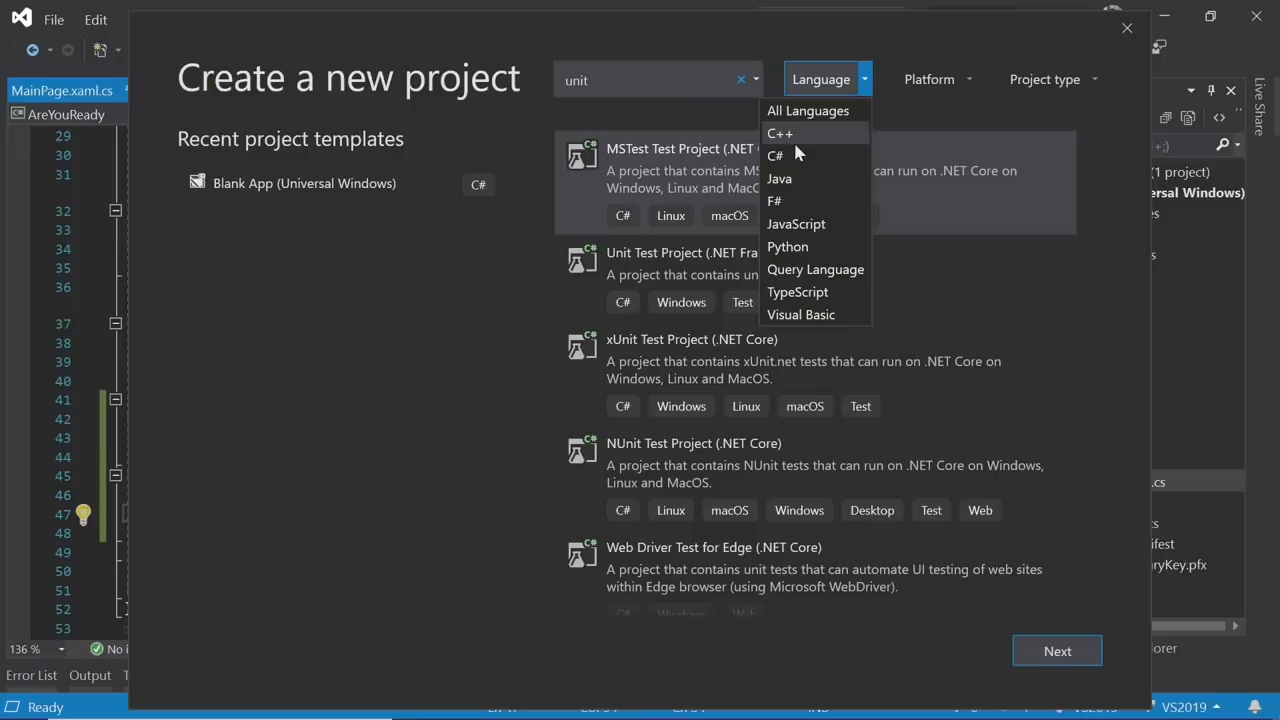 File Edit
MainPage.xaml.cs
AreYouReady
29
30
31
32
33
34
35
36
37
38
39
40
41
42
43
44
45
46
47
48
49
50
51
52
53
136 %
No i
Error List Output T
Ready
Create a new project
unit
Language
Platform
Project type
Recent project templates
Blank App (Universal Windows)
C#
All Languages
C++
C#
Java
F#
JavaScript
Python
Query Language
TypeScript
Visual Basic
MSTest Test Project (.NET
A project that contains MS
can run on .NET Core on
Windows, Linux and MacO
C# Linux macOS
Unit Test Project (.NET Fra
A project that contains un
C# Windows Test
xUnit Test Project (.NET Core)
A project that contains xUnit.net tests that can run on .NET Core on
Windows, Linux and MacOS.
C# Windows Linux macOS Test
NUnit Test Project (.NET Core)
A project that contains NUnit tests that can run on .NET Core on Windows,
Linux and MacOS.
C# Linux macOS Windows Desktop Test Web
Web Driver Test for Edge (.NET Core)
A project that contains unit tests that can automate UI testing of web sites
within Edge browser (using Microsoft WebDriver).
C# Windows Web
Next
Live Share
+;)
(1 project)
ersal Windows)
es
s
.cs
cs
ifest
aryKey.pfx
lorer
VS2019
VS2019